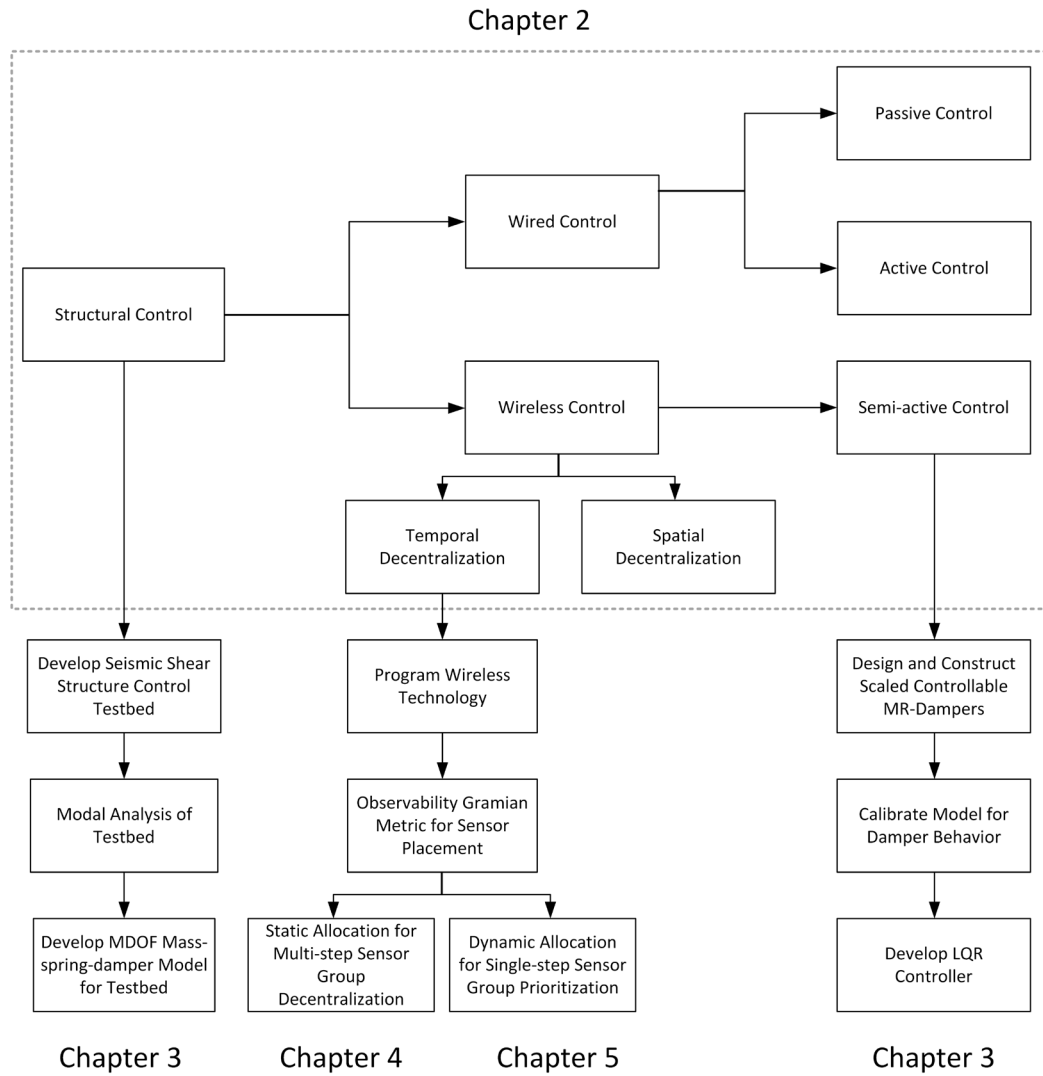 Chapter 2
Passive Control
Wired Control
Active Control
Structural Control
Wireless Control
Semi-active Control
Temporal
Decentralization
Spatial
Decentralization
Develop Seismic Shear
Structure Control
Testbed
Program Wireless
Technology
Design and Construct
Scaled Controllable
MR-Dampers
Modal Analysis of
Testbed
Observability Gramian
Metric for Sensor
Placement
Calibrate Model for
Damper Behavior
Develop MDOF Mass-
spring-damper Model
for Testbed
Static Allocation for
Multi-step Sensor
Group
Decentralization
Dynamic Allocation
for Single-step Sensor
Group Prioritization
Develop LQR
Controller
Chapter 3
Chapter 4
Chapter 5
Chapter 3